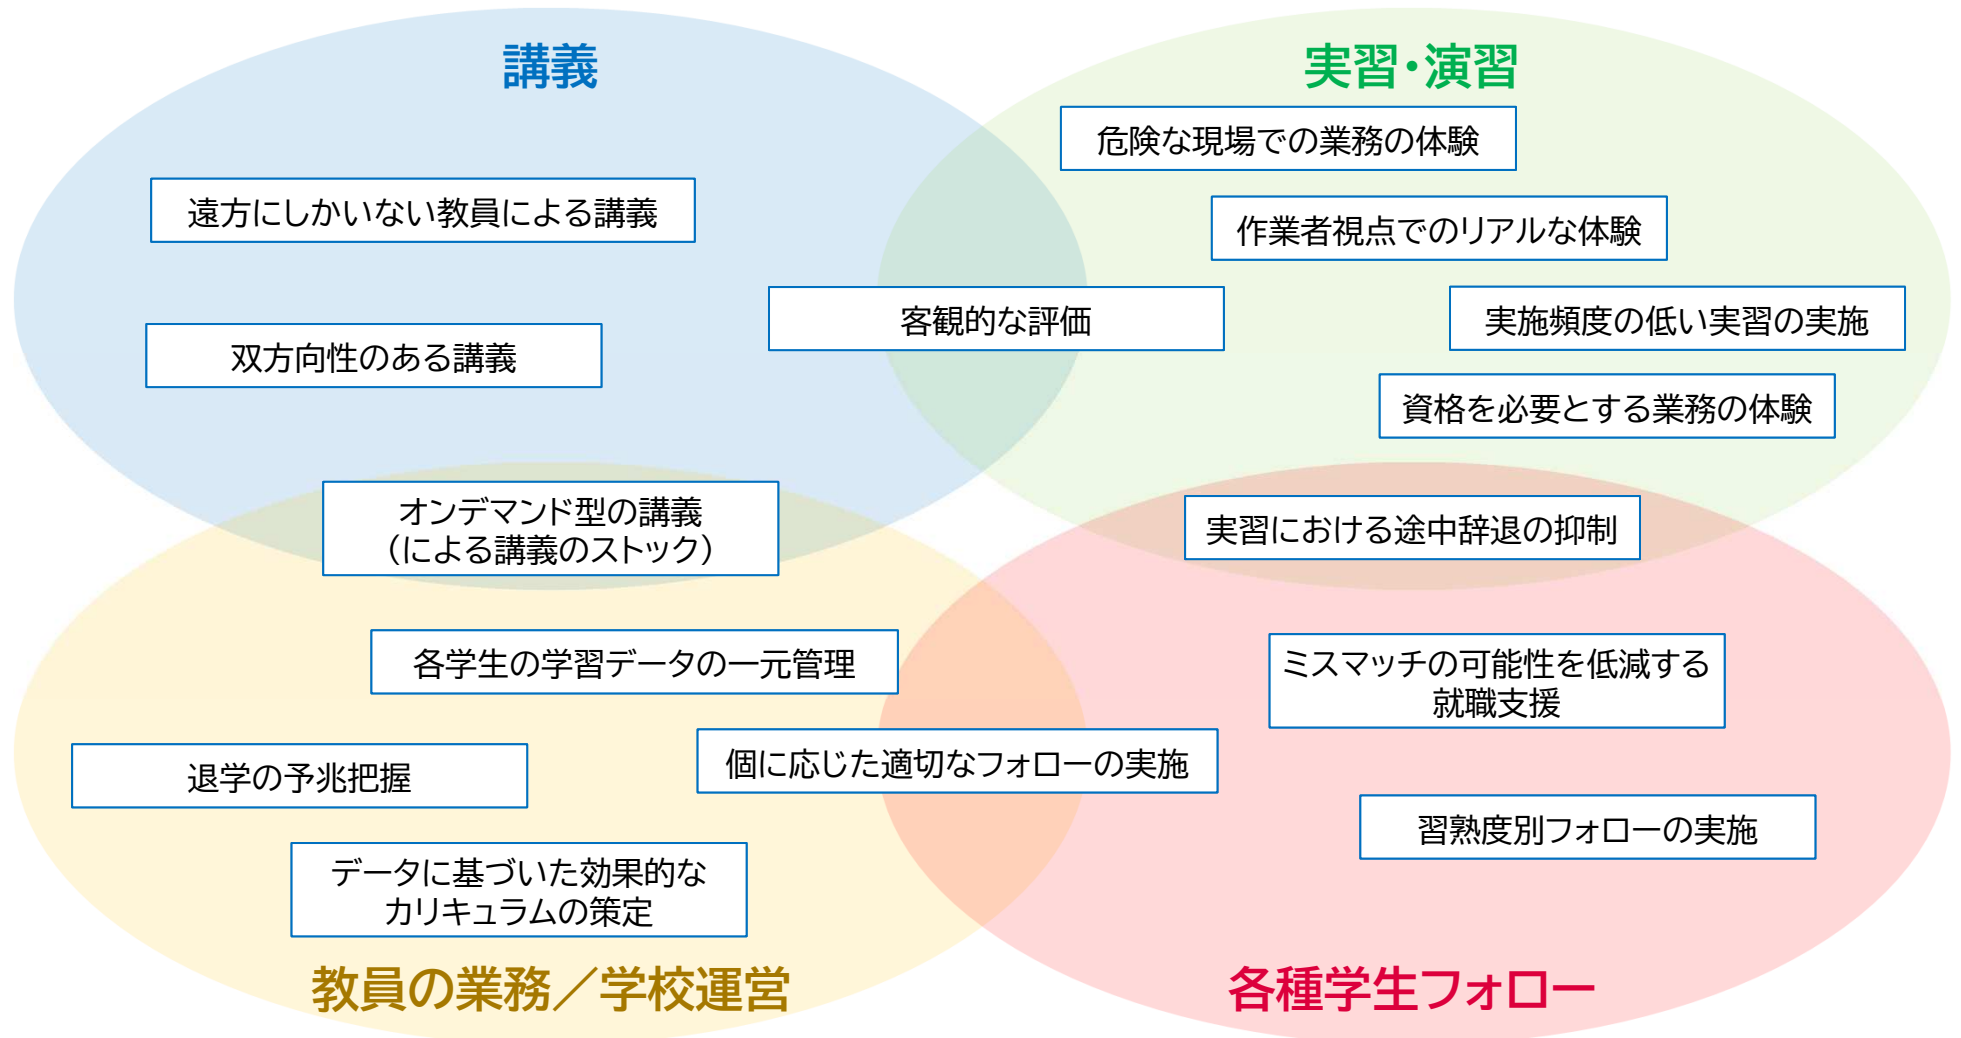 講義
実習・演習
危険な現場での業務の体験
遠方にしかいない教員による講義
作業者視点でのリアルな体験
客観的な評価
実施頻度の低い実習の実施
双方向性のある講義
資格を必要とする業務の体験
オンデマンド型の講義
（による講義のストック）
実習における途中辞退の抑制
各学生の学習データの一元管理
ミスマッチの可能性を低減する
就職支援
退学の予兆把握
個に応じた適切なフォローの実施
習熟度別フォローの実施
データに基づいた効果的な
カリキュラムの策定
教員の業務／学校運営
各種学生フォロー